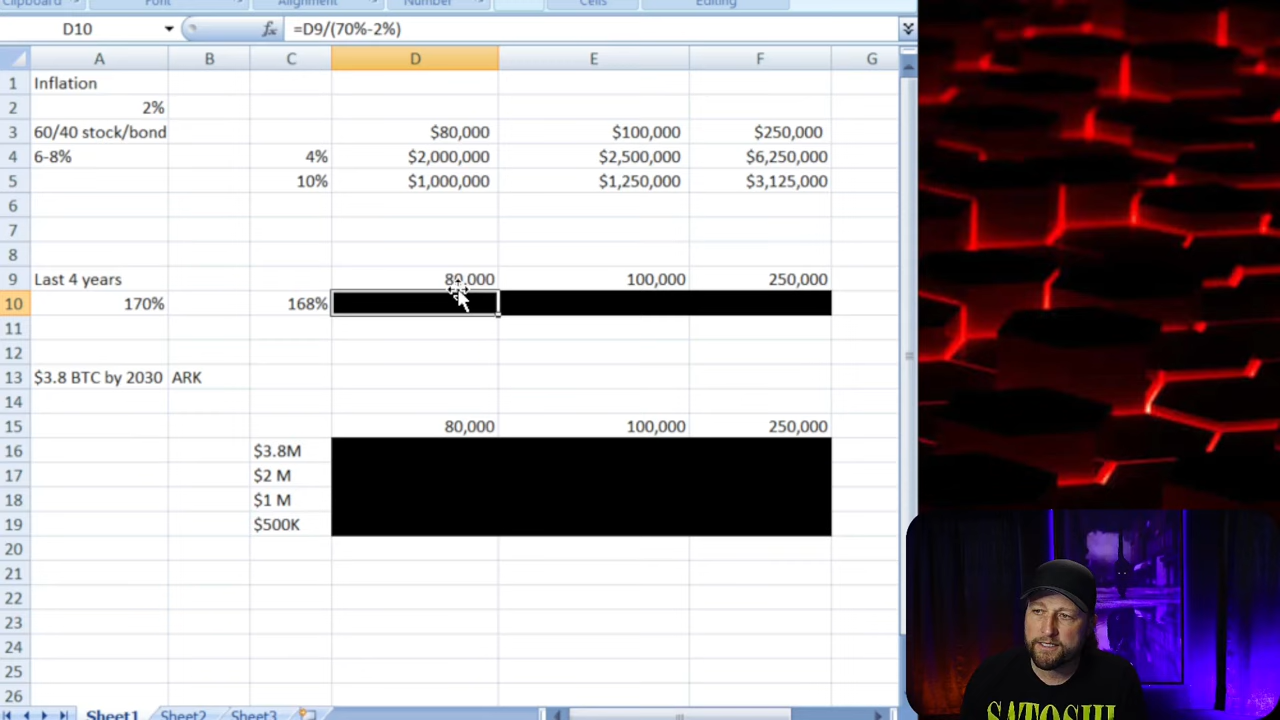 Clipboard Font Alignment Number Cells Editing
D10 fx =D9/(70%-2%)
A B C D E F G
1 Inflation
2 2%
3 60/40 stock/bond $80,000 $100,000 $250,000
4 6-8% 4% $2,000,000 $2,500,000 $6,250,000
5 10% $1,000,000 $1,250,000 $3,125,000
6
7
8
9 Last 4 years 80,000 100,000 250,000
10 170% 168%
11
12
13 $3.8 BTC by 2030 ARK
14
15 80,000 100,000 250,000
16 $3.8M
17 $2 M
18 $1 M
19 $500K
20
21
22
23
24
25
26
Sheet1 Sheet2 Sheet3
SATOSHI